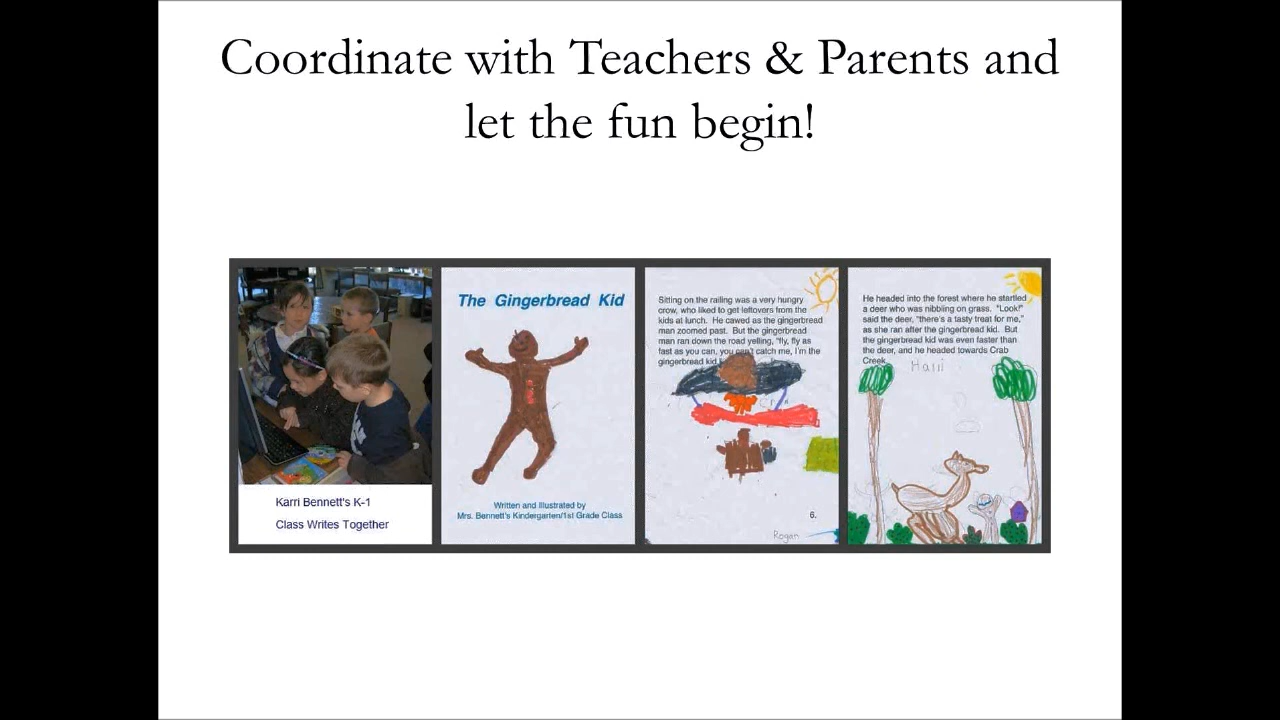 Coordinate with Teachers & Parents and
let the fun begin!
Karri Bennett's K-1
Class Writes Together
The Gingerbread Kid
Written and Illustrated by
Mrs. Bennett's Kindergarten/1st Grade Class
Sitting on the railing was a very hungry
crow, who liked to get leftovers from the
kids at lunch. He cawed as the gingerbread
man zoomed past. But the gingerbread
man ran down the road yelling, "fly, fly as
fast as you can, you can't catch me, I'm the
gingerbread kid
6.
Rogan
He headed into the forest where he startled
a deer who was nibbling on grass. "Look!"
said the deer, "there's a tasty treat for me,"
as she ran after the gingerbread kid. But
the gingerbread kid was even faster than
the deer, and he headed towards Crab
Creek